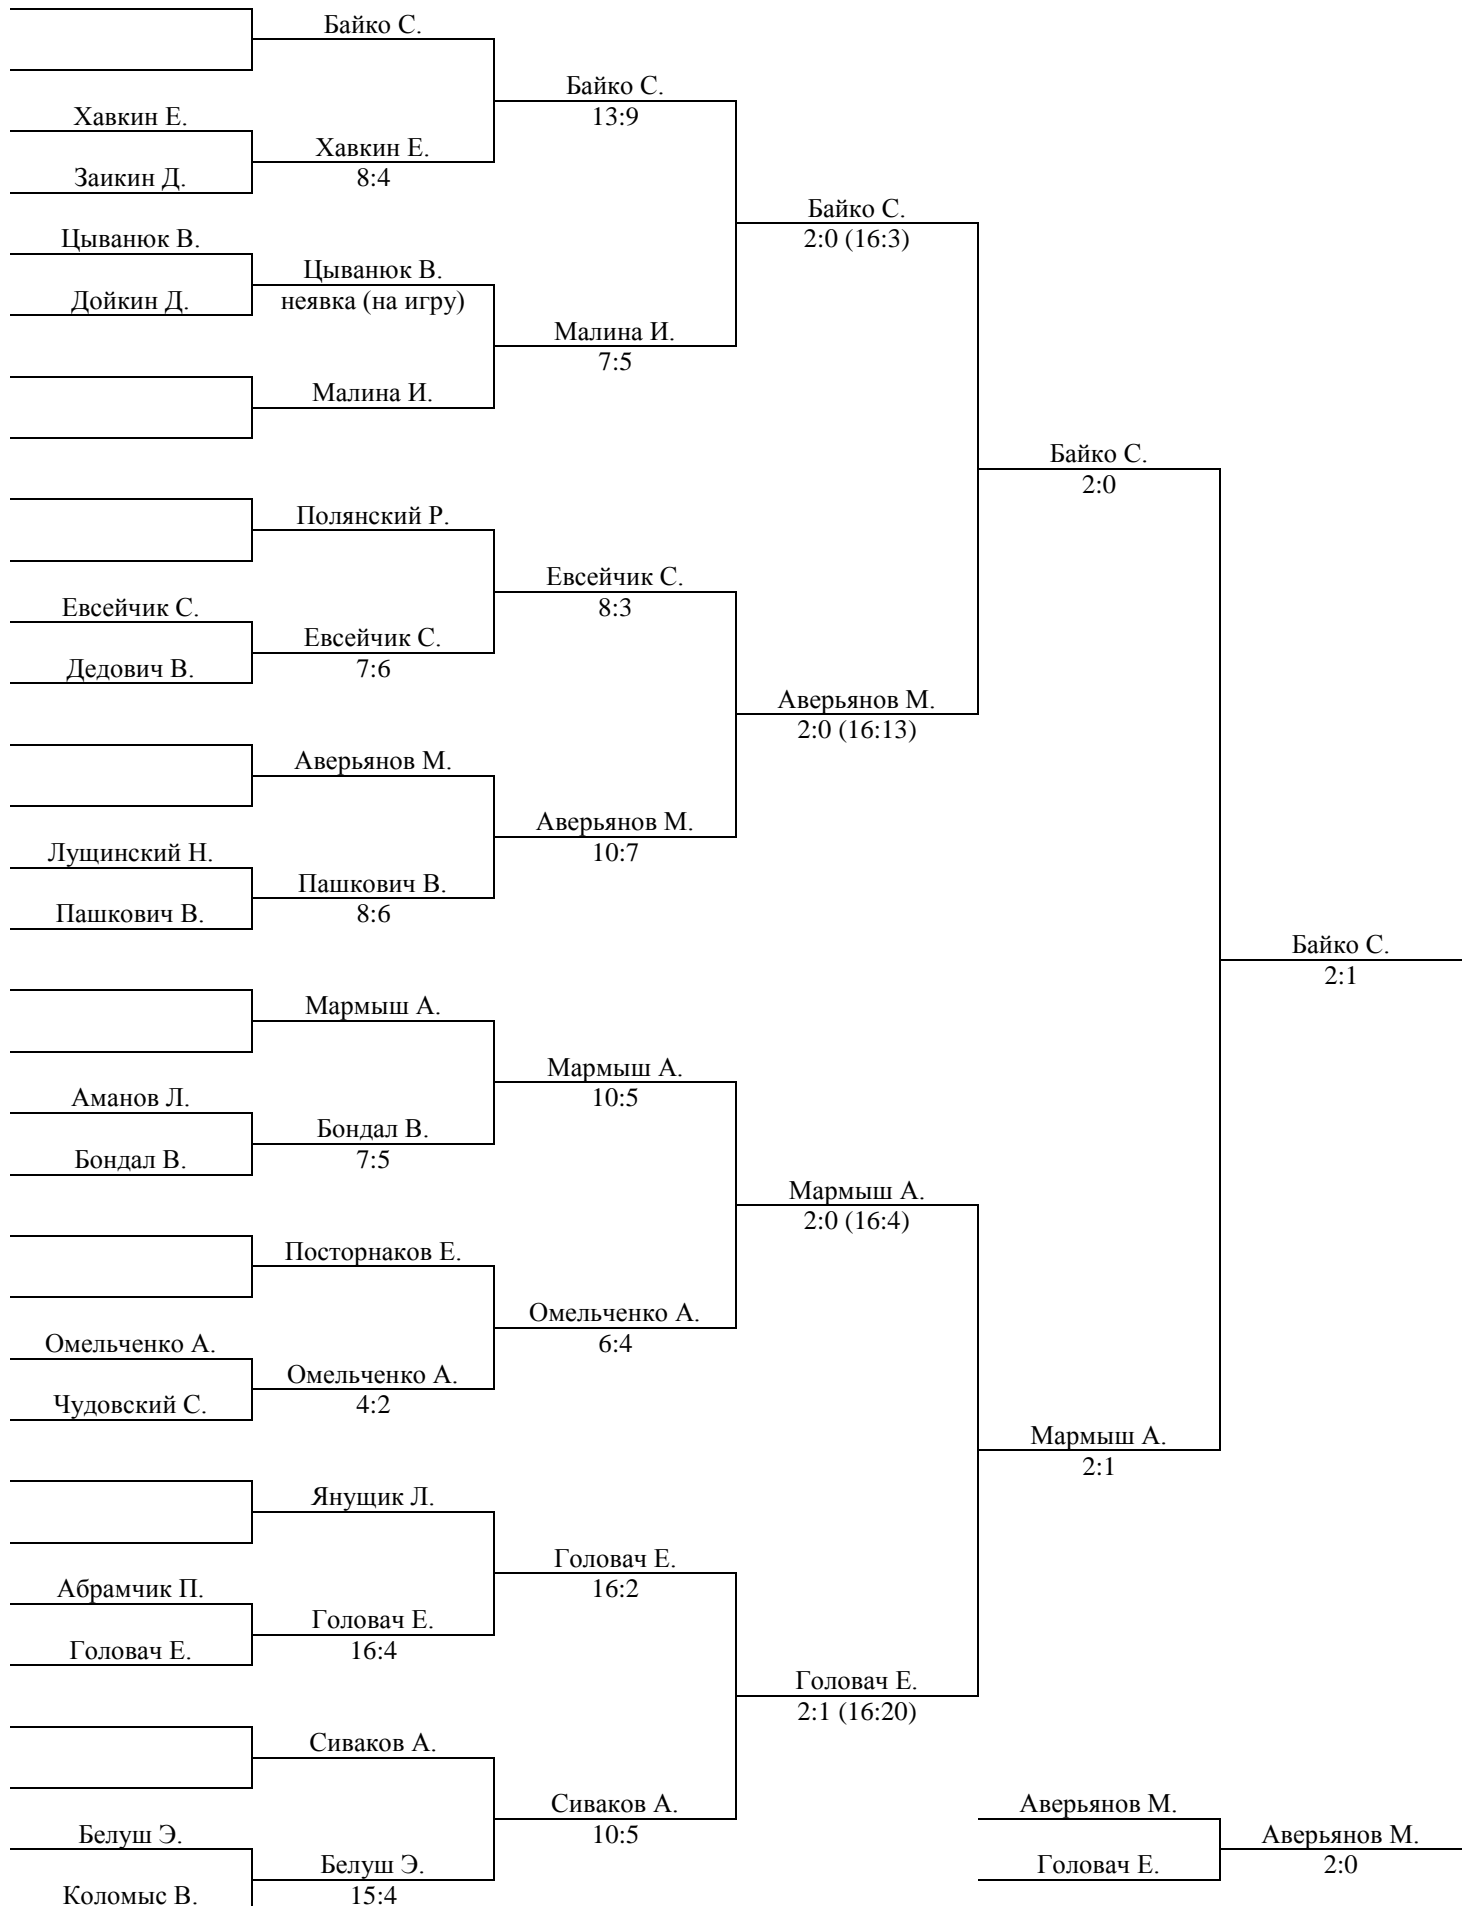 Байко С.
Байко С.
13:9
Хавкин Е.
Хавкин Е.
8:4
Заикин Д.
Байко С.
2:0 (16:3)
Цыванюк В.
Цыванюк В.
неявка (на игру)
Дойкин Д.
Малина И.
7:5
Малина И.
Байко С.
2:0
Полянский Р.
Евсейчик С.
8:3
Евсейчик С.
Евсейчик С.
7:6
Дедович В.
Аверьянов М.
2:0 (16:13)
Аверьянов М.
Аверьянов М.
10:7
Лущинский Н.
Пашкович В.
8:6
Пашкович В.
Байко С.
2:1
Мармыш А.
Мармыш А.
10:5
Аманов Л.
Бондал В.
7:5
Бондал В.
Мармыш А.
2:0 (16:4)
Посторнаков Е.
Омельченко А.
6:4
Омельченко А.
Омельченко А.
4:2
Чудовский С.
Мармыш А.
2:1
Янущик Л.
Головач Е.
16:2
Абрамчик П.
Головач Е.
16:4
Головач Е.
Головач Е.
2:1 (16:20)
Сиваков А.
Сиваков А.
10:5
Аверьянов М.
Белуш Э.
Аверьянов М.
2:0
Белуш Э.
15:4
Головач Е.
Коломыс В.